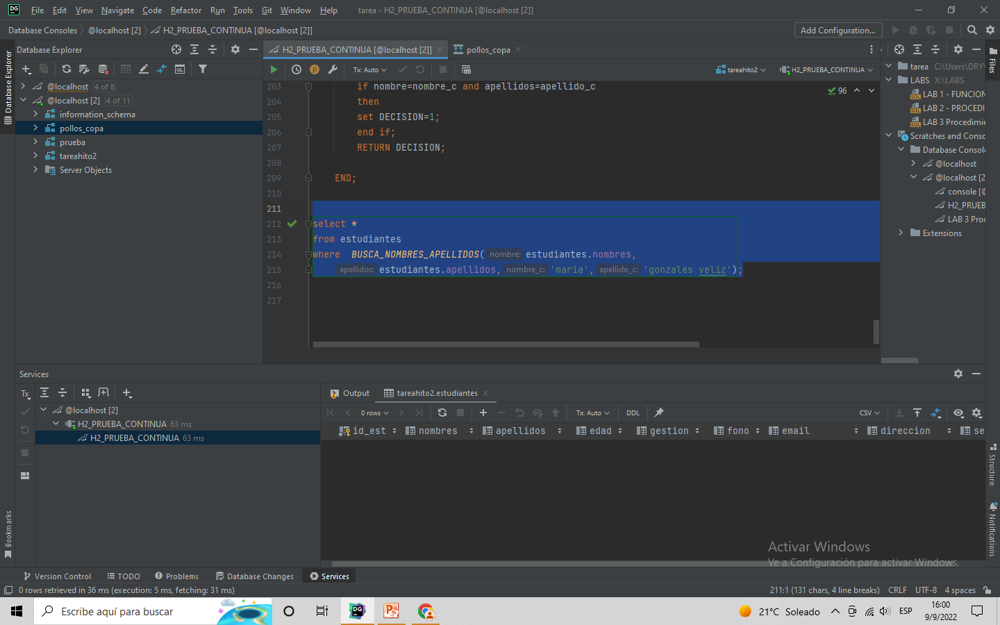 DG
File Edit View Navigate Code Refactor Run Tools Git Window Help
tarea - H2_PRUEBA_CONTINUA [@localhost [2]]
Database Consoles @localhost [2] H2_PRUEBA_CONTINUA [@localhost [2]]
Add Configuration...
Database Explorer
Database Explorer
@localhost 4 of 8
@localhost [2] 4 of 11
information_schema
pollos_copa
prueba
tareahito2
Server Objects
H2_PRUEBA_CONTINUA [@localhost [2]]
pollos_copa
Tx: Auto
tareahito2
H2_PRUEBA_CONTINUA
96
203 if nombre=nombre_c and apellidos=apellido_c
204 then
205 set DECISION=1;
206 end if;
207 RETURN DECISION;
208
209 END;
210
211
212 select *
213 from estudiantes
214 where BUSCA_NOMBRES_APELLIDOS( nombre: estudiantes.nombres,
215 apellidos: estudiantes.apellidos, nombre_c: 'maria', apellido_c: 'gonzales veliz');
216
217
Files
tarea C:\Users\DRY
LABS X:\LABS
LAB 1 - FUNCION
LAB 2 - PROCEDI
LAB 3 Procedimie
Scratches and Consc
Database Consol
@localhost
@localhost [2
console [@
H2_PRUEB
LAB 3 Proc
Extensions
Services
Tx
@localhost [2]
H2_PRUEBA_CONTINUA 63 ms
H2_PRUEBA_CONTINUA 63 ms
Output
tareahito2.estudiantes
0 rows
Tx: Auto
DDL
CSV
id_est nombres apellidos edad gestion fono email direccion se
Structure
Notifications
Bookmarks
Activar Windows
Ve a Configuración para activar Windows.
Version Control TODO Problems Database Changes Services
0 rows retrieved in 36 ms (execution: 5 ms, fetching: 31 ms)
211:1 (131 chars, 4 line breaks) CRLF UTF-8 4 spaces
Escribe aquí para buscar
DG
21°C Soleado
ESP
16:00
9/9/2022